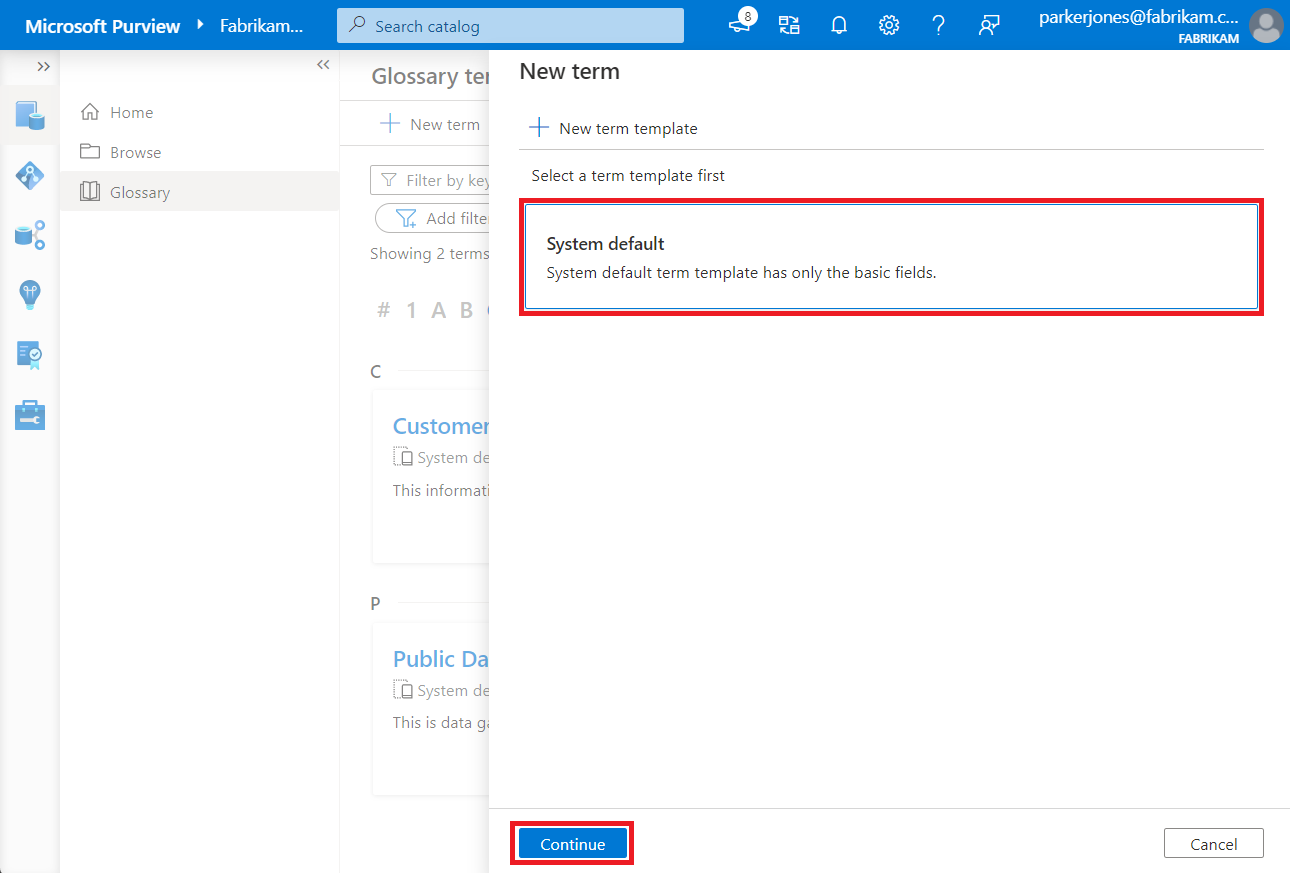 Microsoft Purview
Fabrikam...
Search catalog
8
parkerjones@fabrikam.c...
FABRIKAM
Home
Browse
Glossary
Glossary ter
New term
Filter by key
Add filte
Showing 2 terms
# 1 A B
C
Customer
System de
This informati
P
Public Da
System de
This is data ga
New term
New term template
Select a term template first
System default
System default term template has only the basic fields.
Continue
Cancel